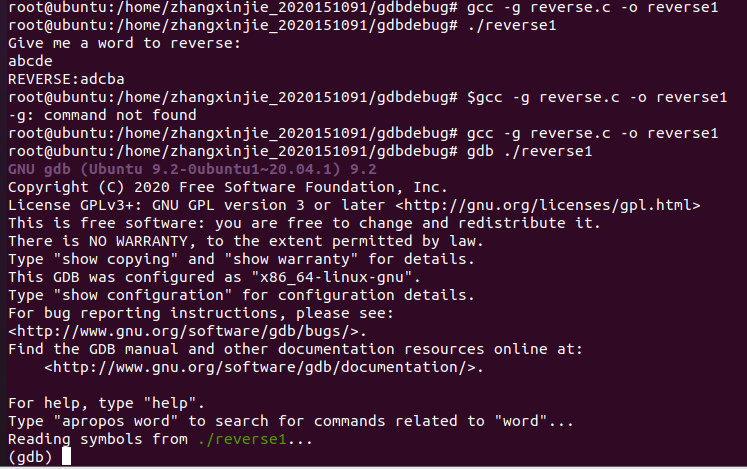 root@ubuntu:/home/zhangxinjie_2020151091/gdbdebug# gcc -g reverse.c -o reverse1
root@ubuntu:/home/zhangxinjie_2020151091/gdbdebug# ./reverse1
Give me a word to reverse:
abcde
REVERSE:adcba
root@ubuntu:/home/zhangxinjie_2020151091/gdbdebug# $gcc -g reverse.c -o reverse1
-g: command not found
root@ubuntu:/home/zhangxinjie_2020151091/gdbdebug# gcc -g reverse.c -o reverse1
root@ubuntu:/home/zhangxinjie_2020151091/gdbdebug# gdb ./reverse1
GNU gdb (Ubuntu 9.2-0ubuntu1~20.04.1) 9.2
Copyright (C) 2020 Free Software Foundation, Inc.
License GPLv3+: GNU GPL version 3 or later <http://gnu.org/licenses/gpl.html>
This is free software: you are free to change and redistribute it.
There is NO WARRANTY, to the extent permitted by law.
Type "show copying" and "show warranty" for details.
This GDB was configured as "x86_64-linux-gnu".
Type "show configuration" for configuration details.
For bug reporting instructions, please see:
<http://www.gnu.org/software/gdb/bugs/>.
Find the GDB manual and other documentation resources online at:
    <http://www.gnu.org/software/gdb/documentation/>.

For help, type "help".
Type "apropos word" to search for commands related to "word"...
Reading symbols from ./reverse1...
(gdb)